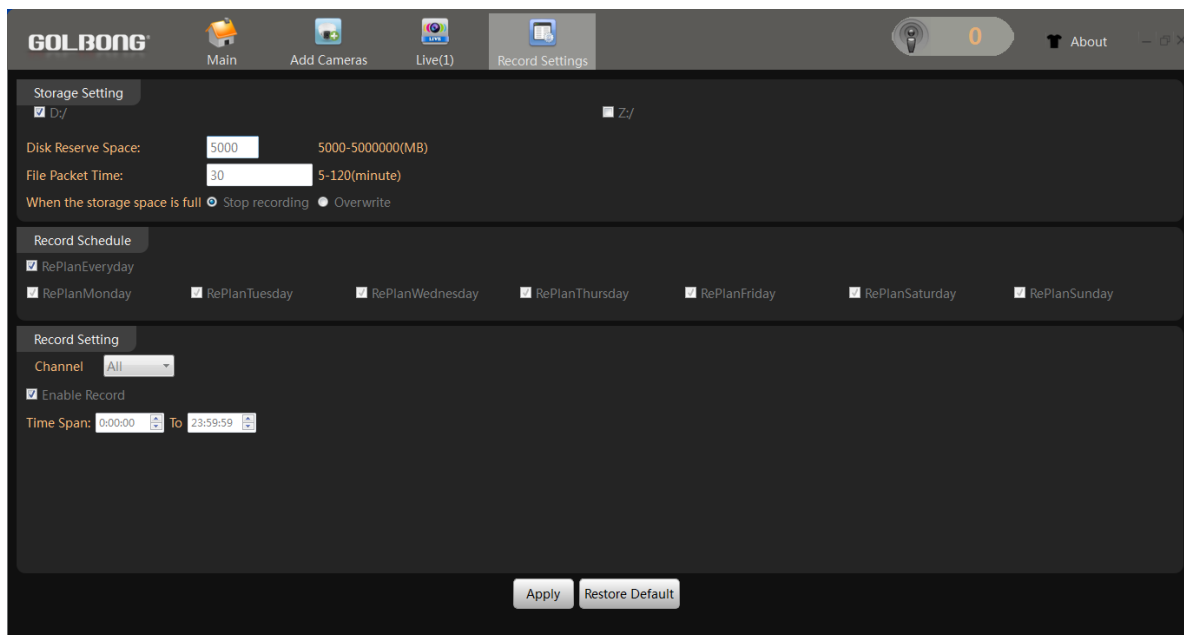 GOLBONG
Main
Add Cameras
LIVE
Live(1)
Record Settings
0
About
Storage Setting
D:/
Z:/
Disk Reserve Space: 5000 5000-5000000(MB)
File Packet Time: 30 5-120(minute)
When the storage space is full Stop recording Overwrite
Record Schedule
RePlanEveryday
RePlanMonday RePlanTuesday RePlanWednesday RePlanThursday RePlanFriday RePlanSaturday RePlanSunday
Record Setting
Channel All
Enable Record
Time Span: 0:00:00 To 23:59:59
Apply Restore Default